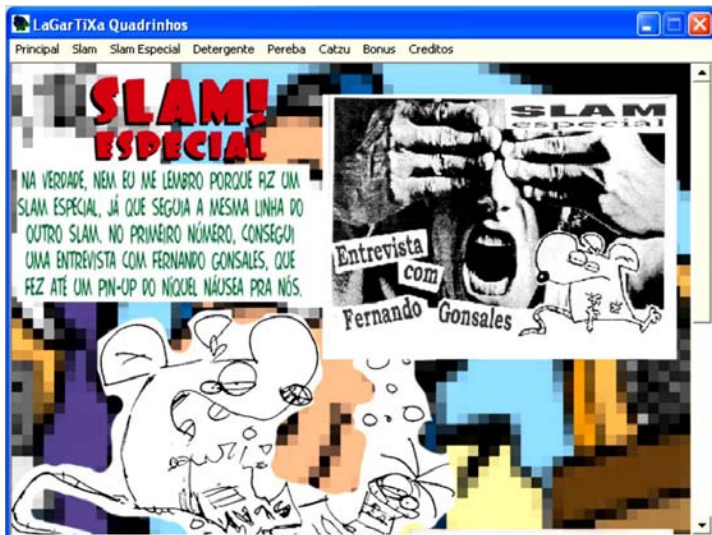 LaGarTiXa Quadrinhos
Principal Slam Slam Especial Detergente Pereba Catzu Bonus Creditos
SLAM!
ESPECIAL
NA VERDADE, NEM EU ME LEMBRO PORQUE FIZ UM
SLAM ESPECIAL, JÁ QUE SEGUIA A MESMA LINHA DO
OUTRO SLAM. NO PRIMEIRO NÚMERO, CONSEGUI
UMA ENTREVISTA COM FERNANDO GONSALES, QUE
FEZ ATÉ UM PIN-UP DO NÍQUEL NÁUSEA PRA NÓS.
SLAM
especial
Entrevista
com
Fernando Gonsales